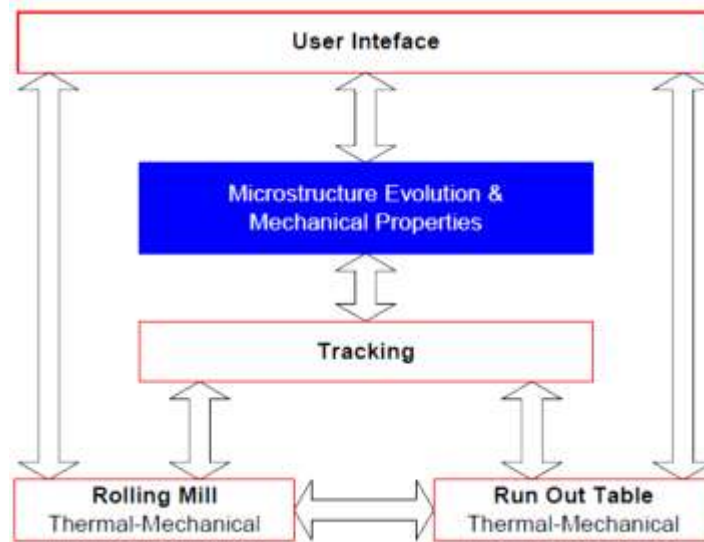 User Inteface
Microstructure Evolution &
Mechanical Properties
Tracking
Rolling Mill
Thermal-Mechanical
Run Out Table
Thermal-Mechanical